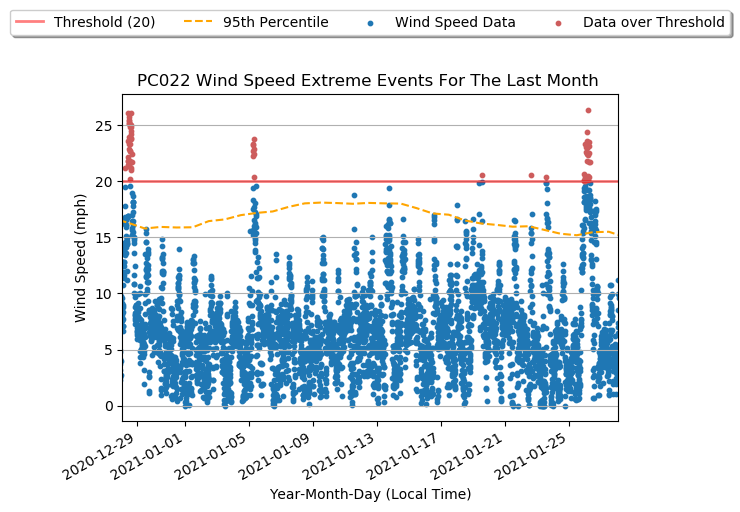 Threshold (20) 95th Percentile Wind Speed Data Data over Threshold
PC022 Wind Speed Extreme Events For The Last Month
Wind Speed (mph)
25
20
15
10
5
0
2020-12-29 2021-01-01 2021-01-05 2021-01-09 2021-01-13 2021-01-17 2021-01-21 2021-01-25
Year-Month-Day (Local Time)